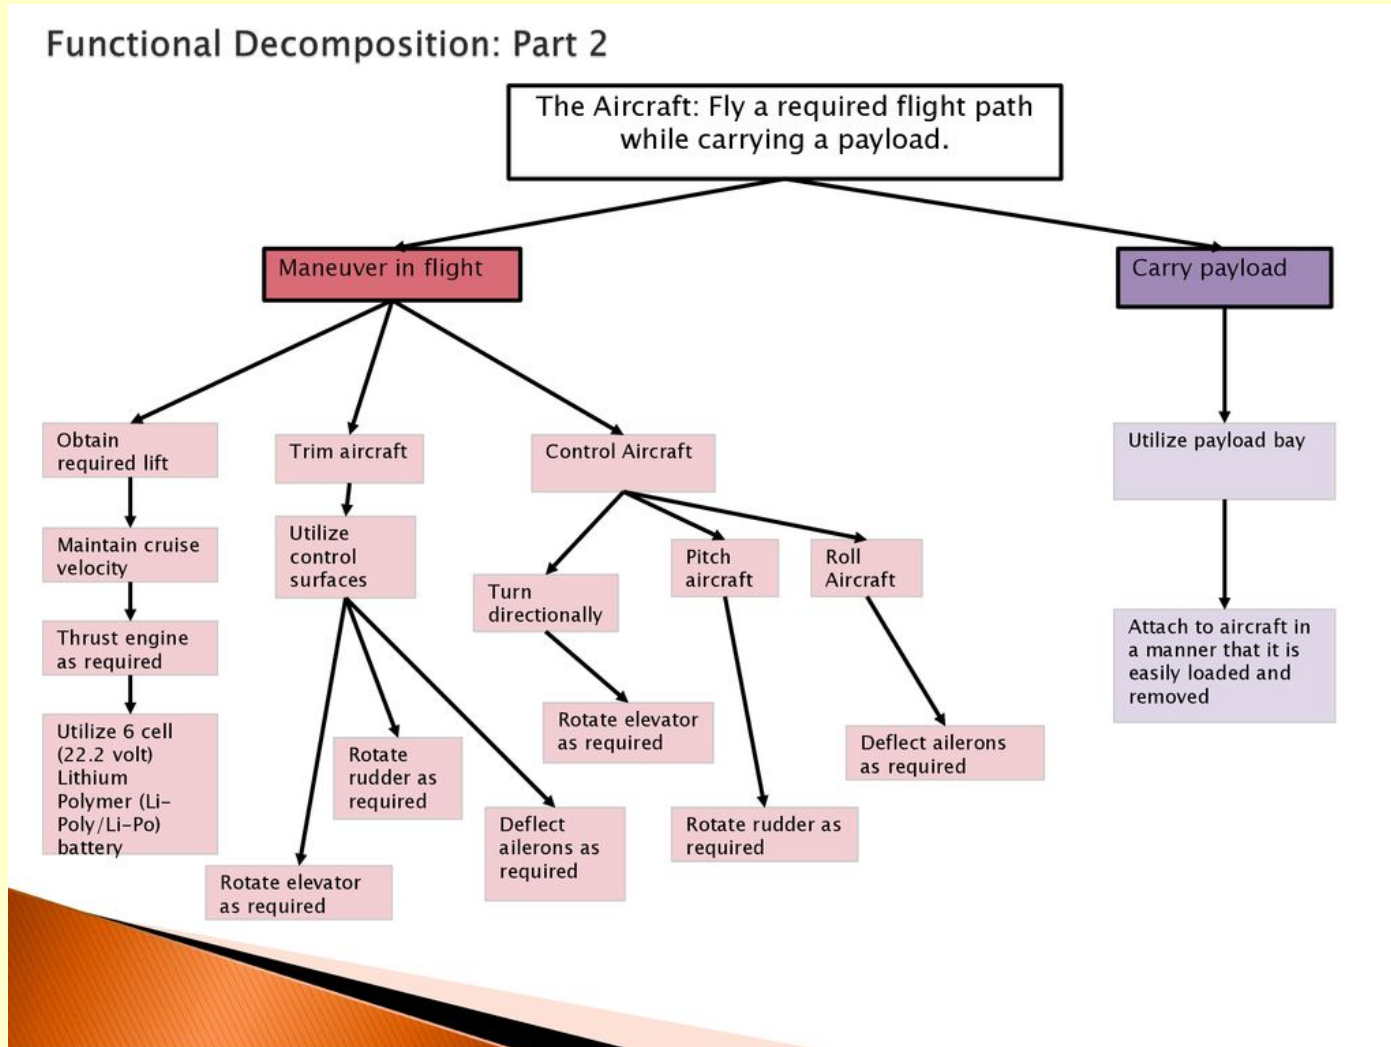 Functional Decomposition: Part 2
The Aircraft: Fly a required flight path
while carrying a payload.
Maneuver in flight
Carry payload
Obtain
required lift
Trim aircraft
Control Aircraft
Utilize payload bay
Maintain cruise
velocity
Utilize
control
surfaces
Turn
directionally
Pitch
aircraft
Roll
Aircraft
Thrust engine
as required
Attach to aircraft in
a manner that it is
easily loaded and
removed
Utilize 6 cell
(22.2 volt)
Lithium
Polymer (Li-
Poly/Li-Po)
battery
Rotate
rudder as
required
Rotate elevator
as required
Deflect ailerons
as required
Rotate elevator
as required
Deflect
ailerons as
required
Rotate rudder as
required